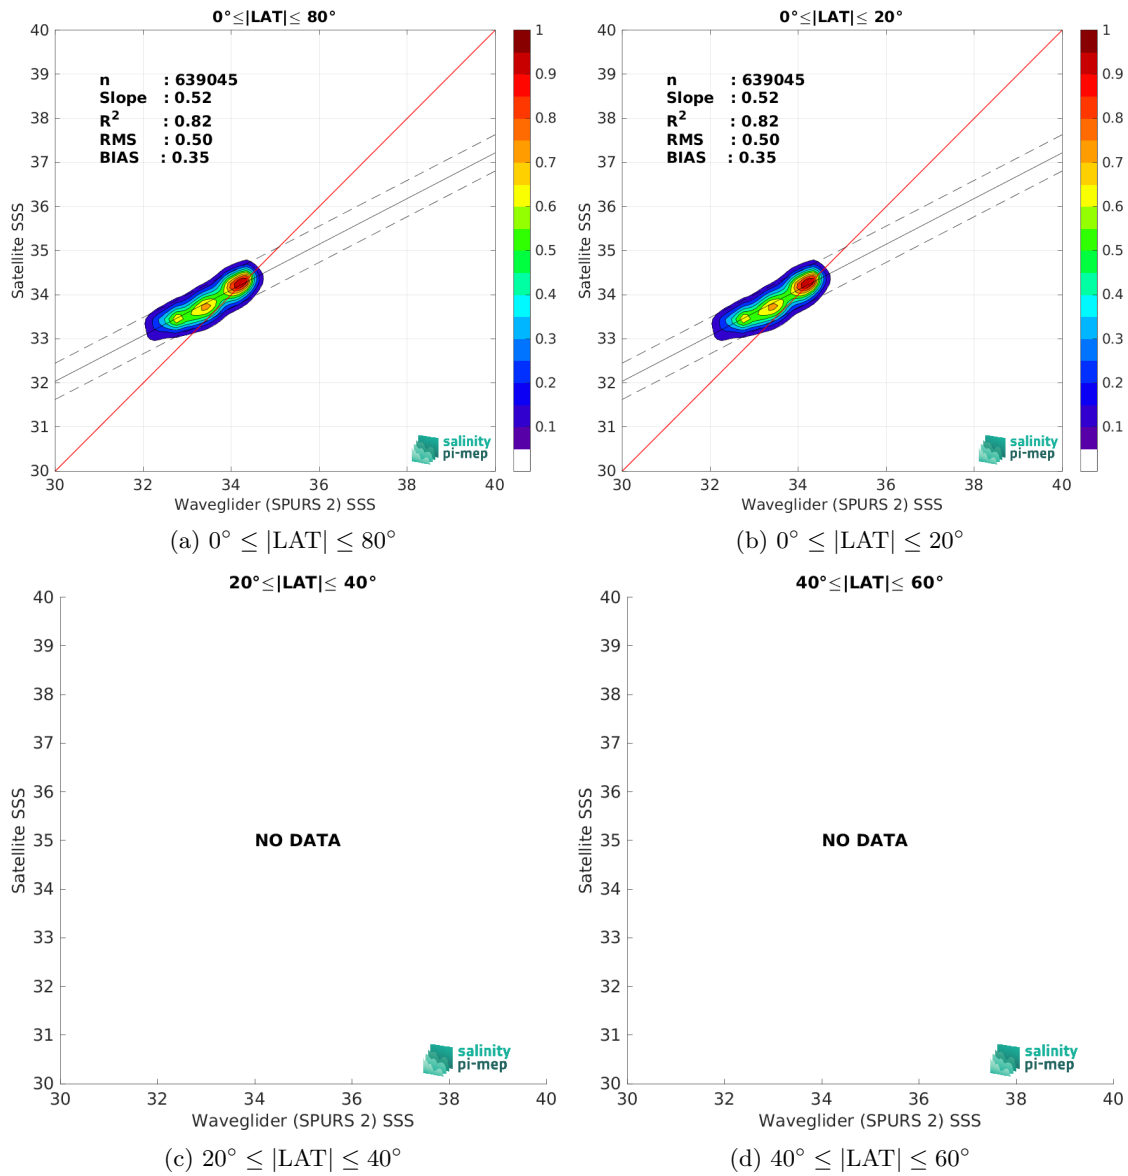 0°≤|LAT|≤ 80°
40
39
38
37
36
35
34
33
32
31
30
30 32 34 36 38 40
Satellite SSS
Waveglider (SPURS 2) SSS
n : 639045
Slope : 0.52
R² : 0.82
RMS : 0.50
BIAS : 0.35
1
0.9
0.8
0.7
0.6
0.5
0.4
0.3
0.2
0.1
salinity
pi-mep
(a) 0° ≤ |LAT| ≤ 80°
0°≤|LAT|≤ 20°
40
39
38
37
36
35
34
33
32
31
30
30 32 34 36 38 40
Satellite SSS
Waveglider (SPURS 2) SSS
n : 639045
Slope : 0.52
R² : 0.82
RMS : 0.50
BIAS : 0.35
1
0.9
0.8
0.7
0.6
0.5
0.4
0.3
0.2
0.1
salinity
pi-mep
(b) 0° ≤ |LAT| ≤ 20°
20°≤|LAT|≤ 40°
40
39
38
37
36
35
34
33
32
31
30
30 32 34 36 38 40
Satellite SSS
Waveglider (SPURS 2) SSS
NO DATA
salinity
pi-mep
(c) 20° ≤ |LAT| ≤ 40°
40°≤|LAT|≤ 60°
40
39
38
37
36
35
34
33
32
31
30
30 32 34 36 38 40
Satellite SSS
Waveglider (SPURS 2) SSS
NO DATA
salinity
pi-mep
(d) 40° ≤ |LAT| ≤ 60°